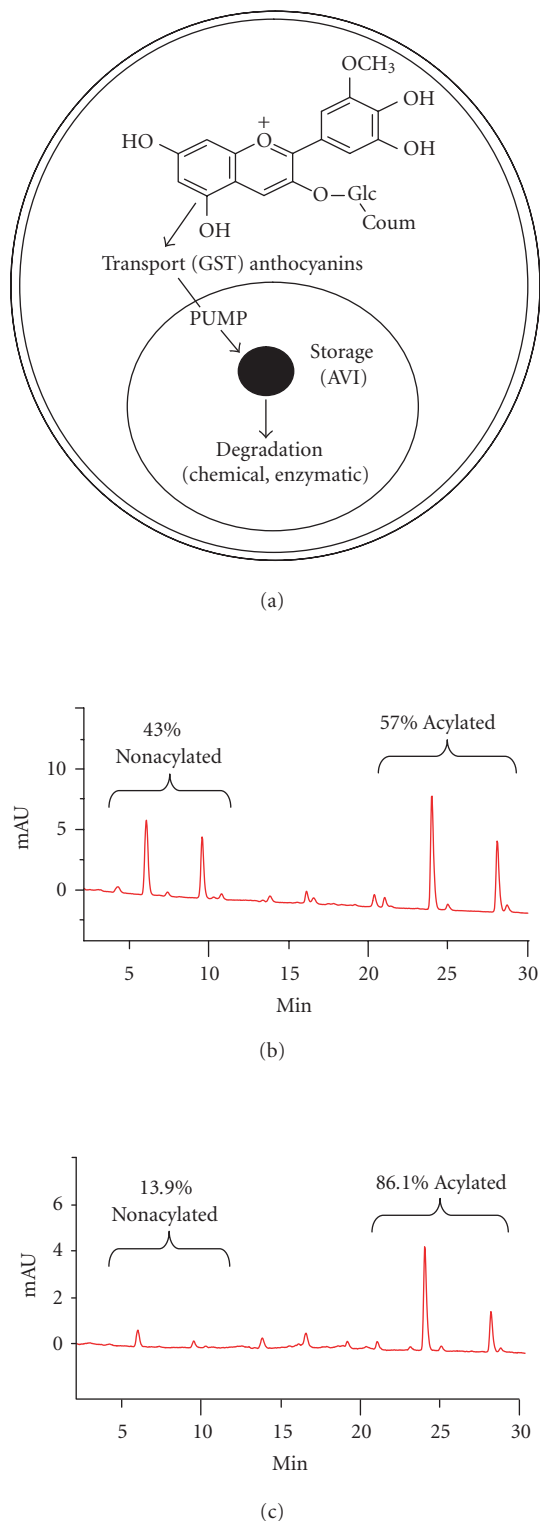 OCH3
OH
OH
+
O
HO
O
Glc
Coum
OH
Transport (GST) anthocyanins
PUMP
Storage
(AVI)
Degradation
(chemical, enzymatic)
(a)
43%
Nonacylated
57% Acylated
10
5
0
mAU
5
10
15
20
25
30
Min
(b)
13.9%
Nonacylated
86.1% Acylated
6
4
2
0
mAU
5
10
15
20
25
30
Min
(c)